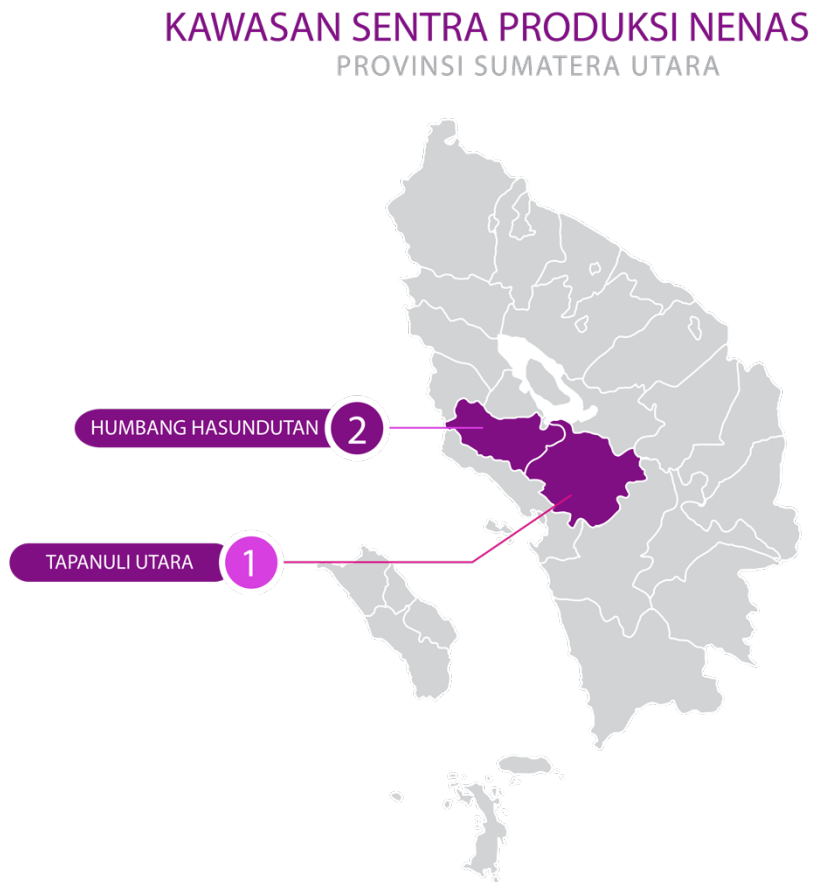 KAWASAN SENTRA PRODUKSI NENAS
PROVINSI SUMATERA UTARA
HUMBANG HASUNDUTAN 2
TAPANULI UTARA 1